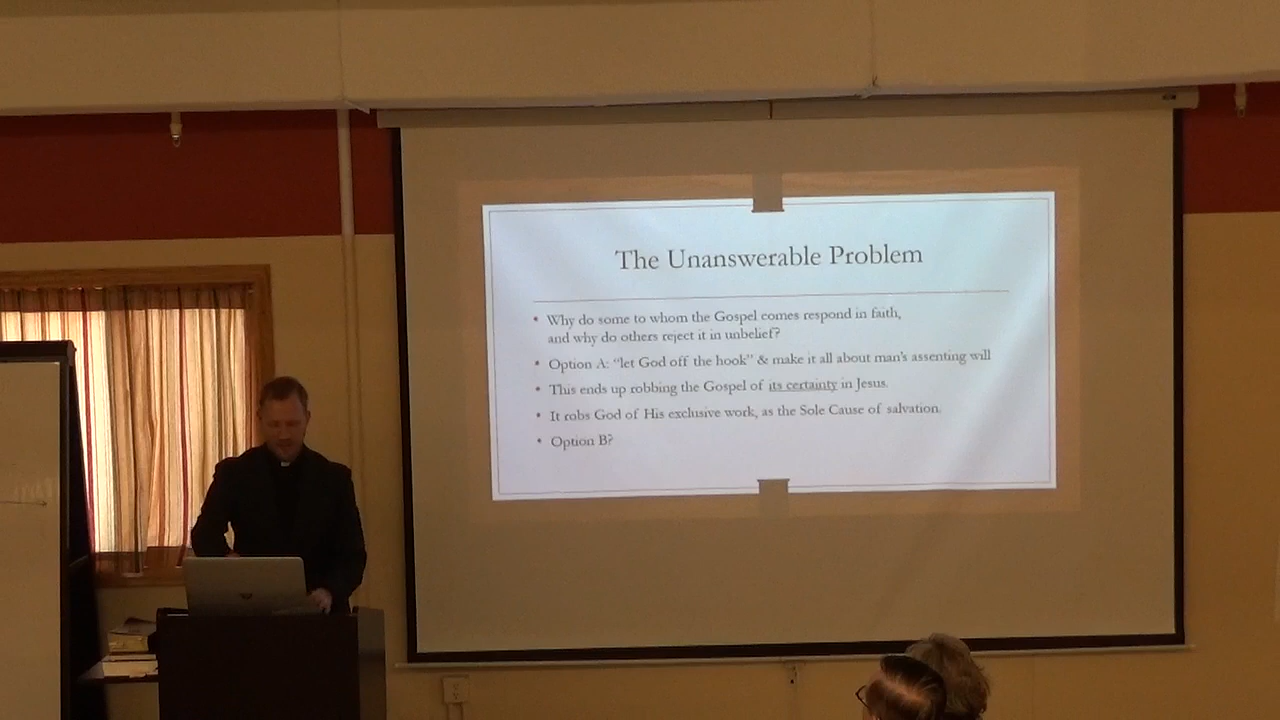 The Unanswerable Problem
• Why do some to whom the Gospel comes respond in faith,
and why do others reject it in unbelief?
• Option A: "let God off the hook" & make it all about man's assenting will
• This ends up robbing the Gospel of its certainty in Jesus.
• It robs God of His exclusive work, as the Sole Cause of salvation.
• Option B?